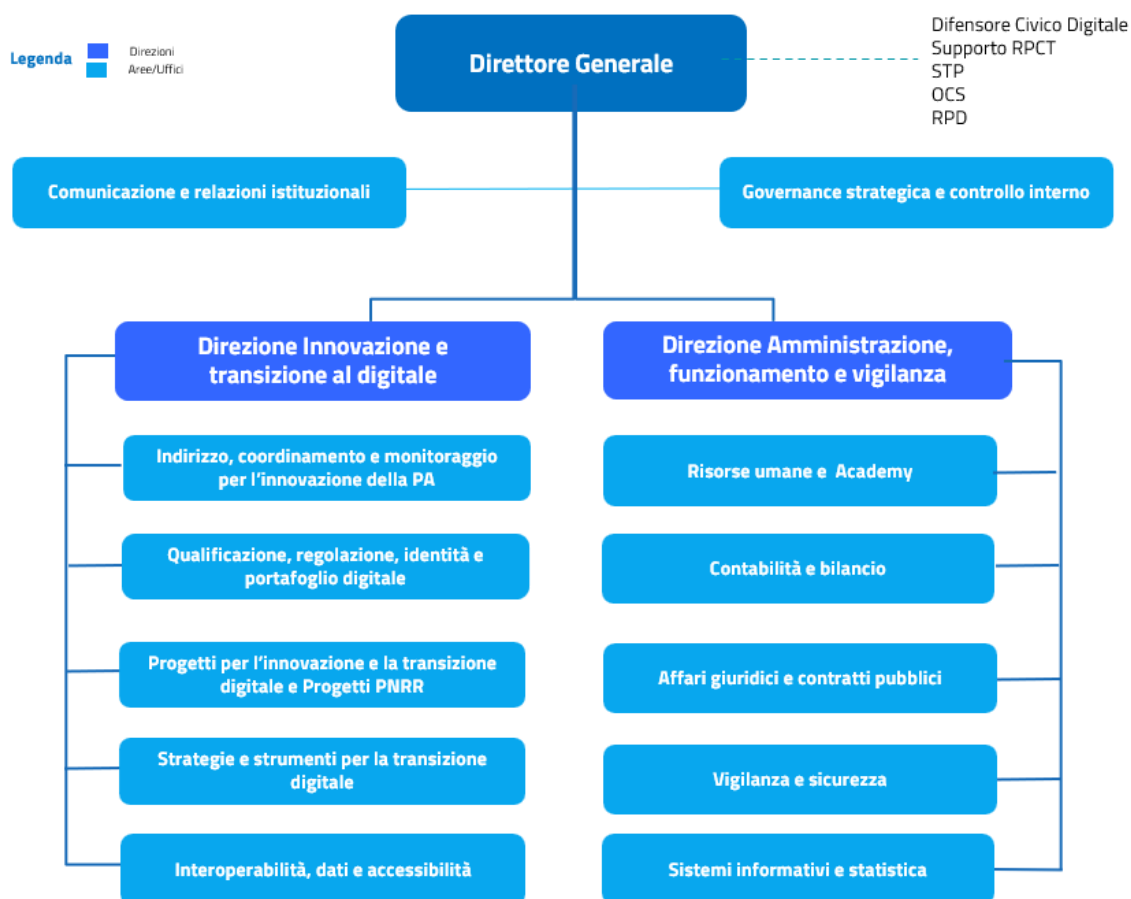 Legenda
Direzioni
Aree/Uffici
Direttore Generale
Difensore Civico Digitale
Supporto RPCT
STP
OCS
RPD
Comunicazione e relazioni istituzionali
Governance strategica e controllo interno
Direzione Innovazione e
transizione al digitale
Indirizzo, coordinamento e monitoraggio
per l'innovazione della PA
Qualificazione, regolazione, identità e
portafoglio digitale
Progetti per l'innovazione e la transizione
digitale e Progetti PNRR
Strategie e strumenti per la transizione
digitale
Interoperabilità, dati e accessibilità
Direzione Amministrazione,
funzionamento e vigilanza
Risorse umane e Academy
Contabilità e bilancio
Affari giuridici e contratti pubblici
Vigilanza e sicurezza
Sistemi informativi e statistica